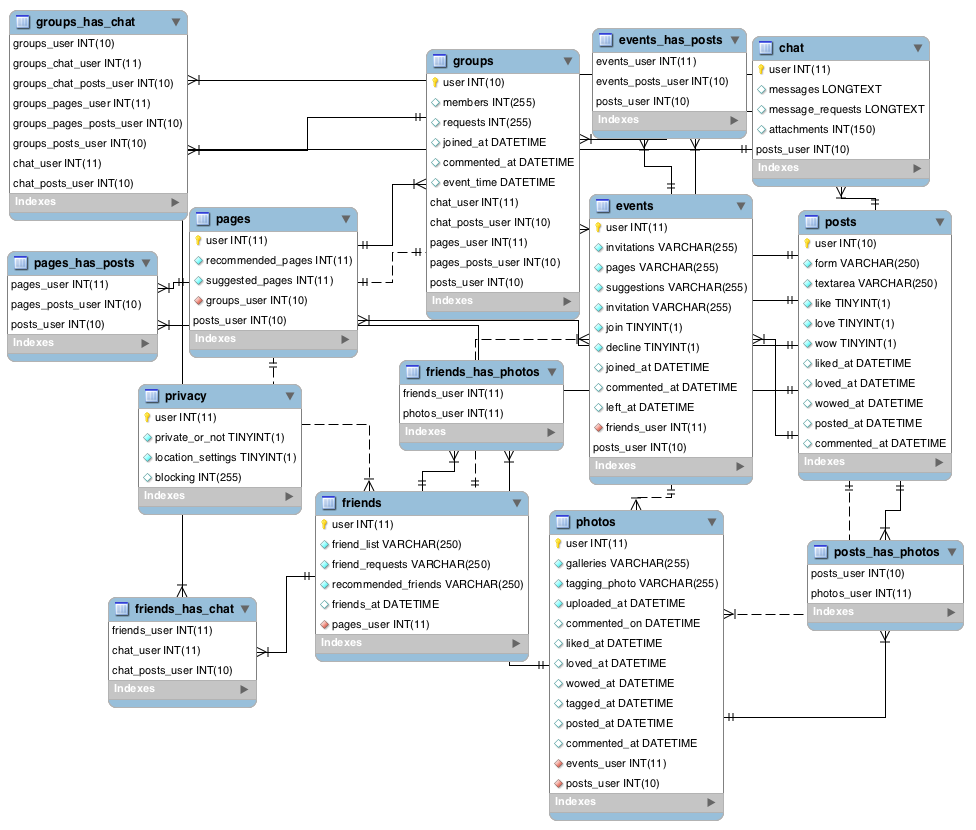 groups_has_chat
groups_user INT(10)
groups_chat_user INT(11)
groups_chat_posts_user INT(10)
groups_pages_user INT(11)
groups_pages_posts_user INT(10)
groups_posts_user INT(10)
chat_user INT(11)
chat_posts_user INT(10)
Indexes
groups
user INT(10)
members INT(255)
requests INT(255)
joined_at DATETIME
commented_at DATETIME
event_time DATETIME
chat_user INT(11)
chat_posts_user INT(10)
pages_user INT(11)
pages_posts_user INT(10)
posts_user INT(10)
Indexes
events_has_posts
events_user INT(11)
events_posts_user INT(10)
posts_user INT(10)
Indexes
chat
user INT(11)
messages LONGTEXT
message_requests LONGTEXT
attachments INT(150)
posts_user INT(10)
Indexes
pages_has_posts
pages_user INT(11)
pages_posts_user INT(10)
posts_user INT(10)
Indexes
pages
user INT(11)
recommended_pages INT(11)
suggested_pages INT(11)
groups_user INT(10)
posts_user INT(10)
Indexes
events
user INT(11)
invitations VARCHAR(255)
pages VARCHAR(255)
suggestions VARCHAR(255)
invitation VARCHAR(255)
join TINYINT(1)
decline TINYINT(1)
joined_at DATETIME
commented_at DATETIME
left_at DATETIME
friends_user INT(11)
posts_user INT(10)
Indexes
posts
user INT(10)
form VARCHAR(250)
textarea VARCHAR(250)
like TINYINT(1)
love TINYINT(1)
wow TINYINT(1)
liked_at DATETIME
loved_at DATETIME
wowed_at DATETIME
posted_at DATETIME
commented_at DATETIME
Indexes
privacy
user INT(11)
private_or_not TINYINT(1)
location_settings TINYINT(1)
blocking INT(255)
Indexes
friends_has_photos
friends_user INT(11)
photos_user INT(11)
Indexes
friends
user INT(11)
friend_list VARCHAR(250)
friend_requests VARCHAR(250)
recommended_friends VARCHAR(250)
friends_at DATETIME
pages_user INT(11)
Indexes
photos
user INT(11)
galleries VARCHAR(255)
tagging_photo VARCHAR(255)
uploaded_at DATETIME
commented_on DATETIME
liked_at DATETIME
loved_at DATETIME
wowed_at DATETIME
tagged_at DATETIME
posted_at DATETIME
commented_at DATETIME
events_user INT(11)
posts_user INT(10)
Indexes
posts_has_photos
posts_user INT(10)
photos_user INT(11)
Indexes
friends_has_chat
friends_user INT(11)
chat_user INT(11)
chat_posts_user INT(10)
Indexes